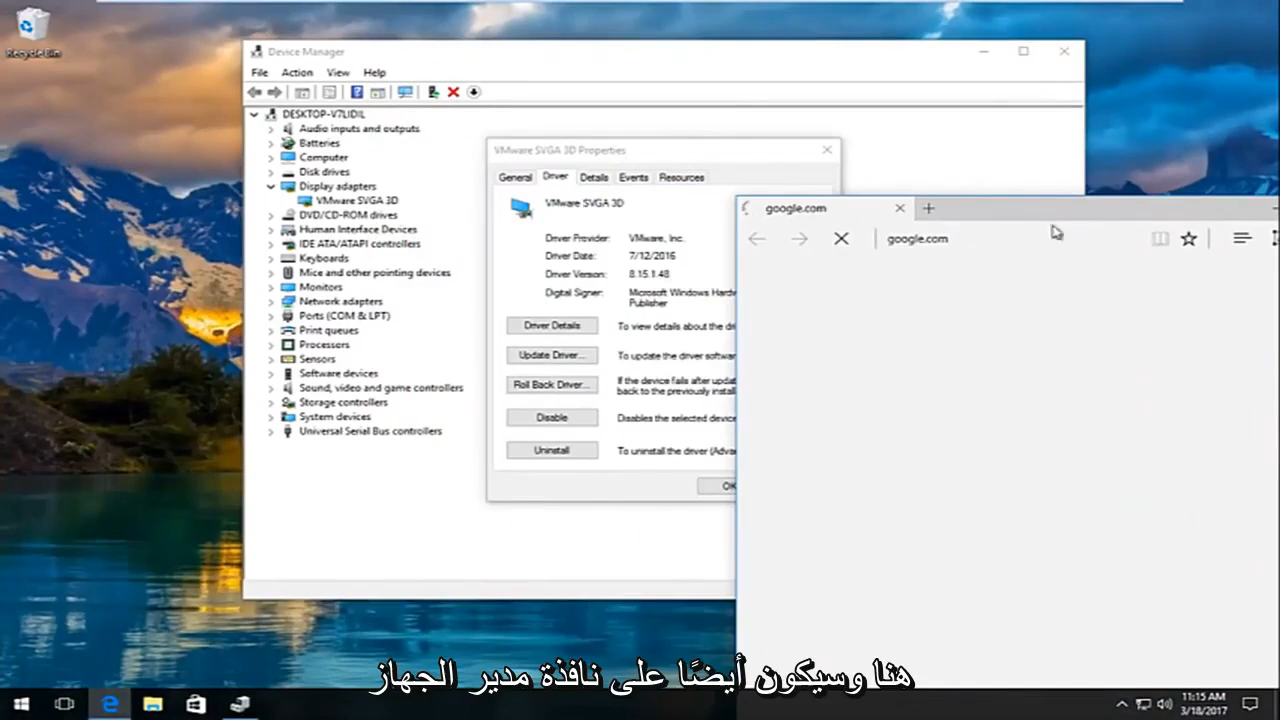 Recycle Bin
Device Manager
File Action View Help
DESKTOP-V7LIDIL
Audio inputs and outputs
Batteries
Computer
Disk drives
Display adapters
VMware SVGA 3D
DVD/CD-ROM drives
Human Interface Devices
IDE ATA/ATAPI controllers
Keyboards
Mice and other pointing devices
Monitors
Network adapters
Ports (COM & LPT)
Print queues
Processors
Sensors
Software devices
Sound, video and game controllers
Storage controllers
System devices
Universal Serial Bus controllers
VMware SVGA 3D Properties
General Driver Details Events Resources
VMware SVGA 3D
Driver Provider: VMware, Inc.
Driver Date: 7/12/2016
Driver Version: 8.15.1.48
Digital Signer: Microsoft Windows Hardw
Publisher
Driver Details To view details about the dri
Update Driver... To update the driver software
Roll Back Driver... If the device fails after updat
back to the previously install
Disable Disables the selected device
Uninstall To uninstall the driver (Adva
OK
google.com
google.com
هنا وسيكون أيضًا على نافذة مدير الجهاز
11:15 AM
3/18/2017